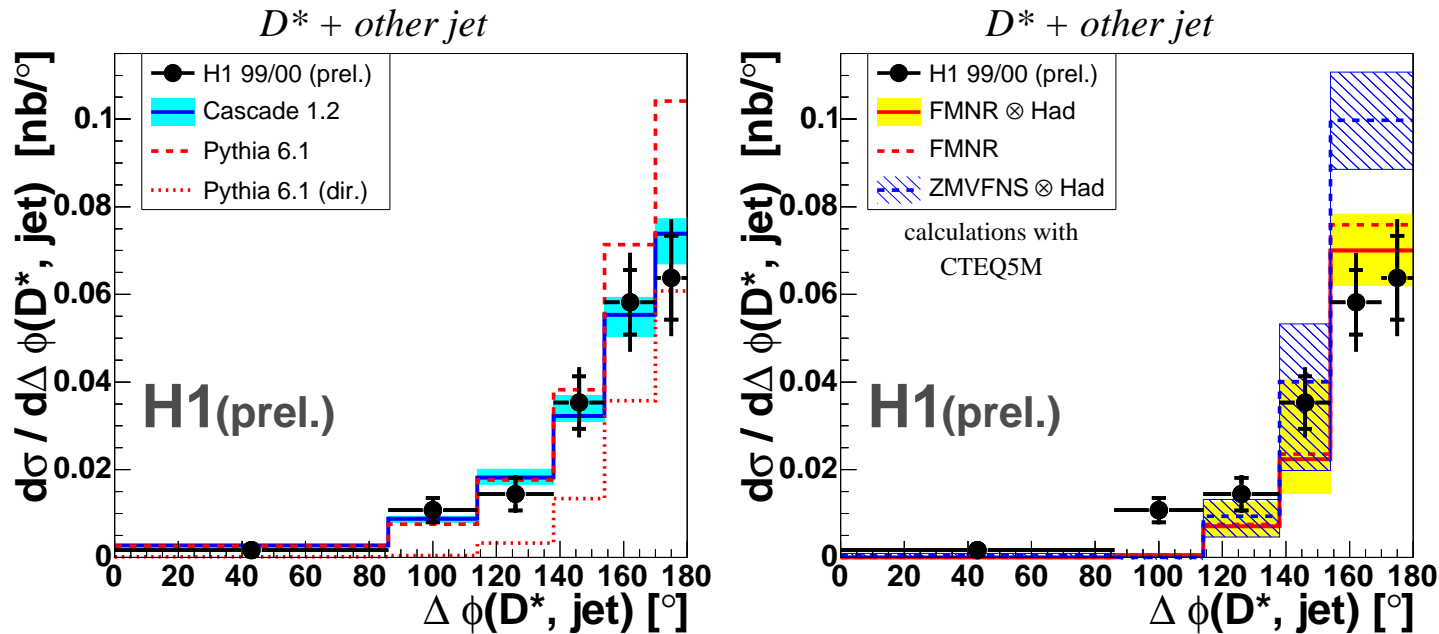 D* + other jet
H1 99/00 (prel.)
Cascade 1.2
Pythia 6.1
Pythia 6.1 (dir.)
H1(prel.)
dσ / dΔ ϕ(D*, jet) [nb/°]
0.1
0.08
0.06
0.04
0.02
0
0 20 40 60 80 100 120 140 160 180
Δ ϕ(D*, jet) [°]
D* + other jet
H1 99/00 (prel.)
FMNR ⊗ Had
FMNR
ZMVFNS ⊗ Had
calculations with
CTEQ5M
H1(prel.)
dσ / dΔ ϕ(D*, jet) [nb/°]
0.1
0.08
0.06
0.04
0.02
0
0 20 40 60 80 100 120 140 160 180
Δ ϕ(D*, jet) [°]